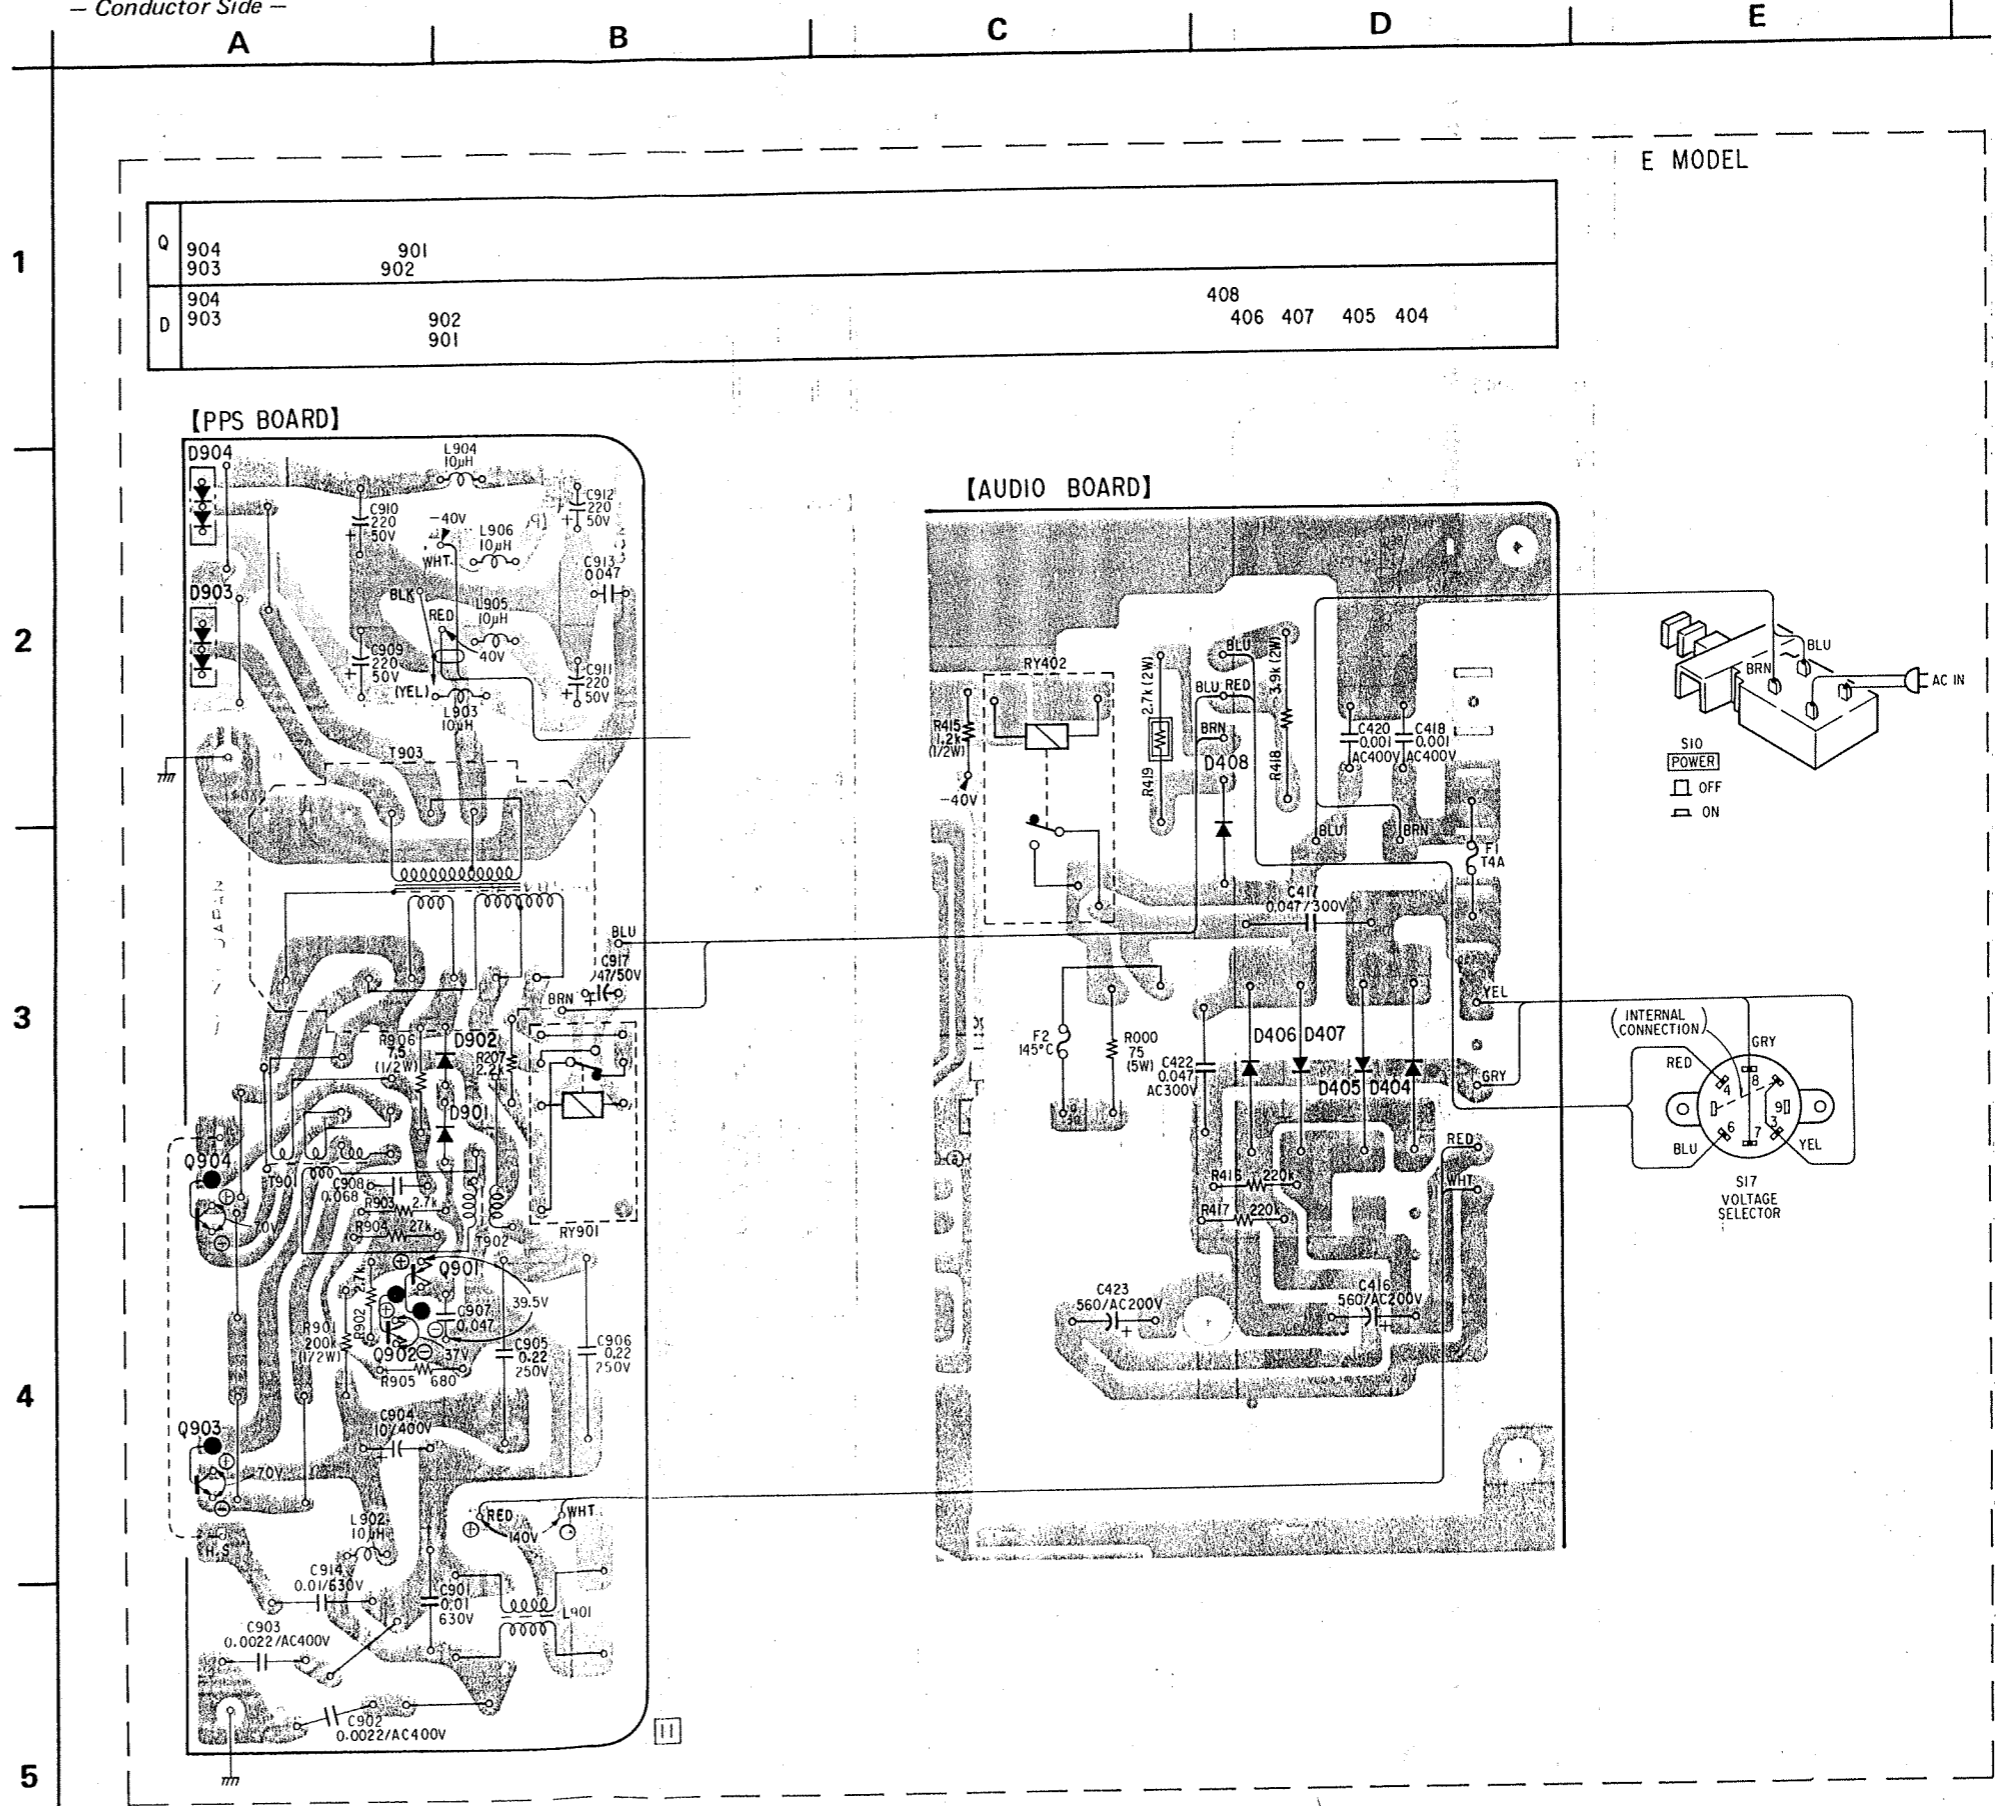 — Conductor Side —
A B C D E
E MODEL
1
Q
904 901
903 902
D
904
903
902
901
408
406 407 405 404
【PPS BOARD】
D904
L904
10μH
C910
220
50V
+
C912
220
50V
+
-40V
L906
10μH
WHT
C913
0.047
D903
BLK
RED
L905
10μH
40V
C909
220
50V
+
C911
220
50V
+
(YEL)
L903
10μH
2
T903
JAPAN
BLU
C917
47/50V
+
BRN
3
R906
7.5
(1/2W)
D902
R207
2.2k
D901
Q904
T901
C908
0.068
R903 2.7k
R904 27k
70V
T902
RY901
Q901
2.7k
R902
39.5V
C907
0.047
R901
200k
(1/2W)
Q902
37V
R905 680
C905
0.22
250V
C906
0.22
250V
4
C904
10/400V
+
Q903
70V
RED
WHT
140V
L902
10μH
H.S
C914
0.01/630V
C901
0.01
630V
L901
C903
0.0022/AC400V
C902
0.0022/AC400V
11
5
【AUDIO BOARD】
RY402
R415
1.2k
(1/2W)
-40V
2.7k (2W)
R419
BLU
BLU RED
BRN
D408
3.9k (2W)
R418
C420
0.001
AC400V
C418
0.001
AC400V
BLU
BRN
F1
T4A
C417
0.047/300V
YEL
F2
145°C
R000
75
(5W)
C422
0.047
AC300V
D406 D407
D405 D404
GRY
RED
WHT
R416 220k
R417 220k
C423
560/AC200V
+
C416
560/AC200V
+
BLU
BRN
AC IN
S10
POWER
OFF
ON
(INTERNAL
CONNECTION)
GRY
RED
4
8
9
3
6
7
BLU
YEL
S17
VOLTAGE
SELECTOR